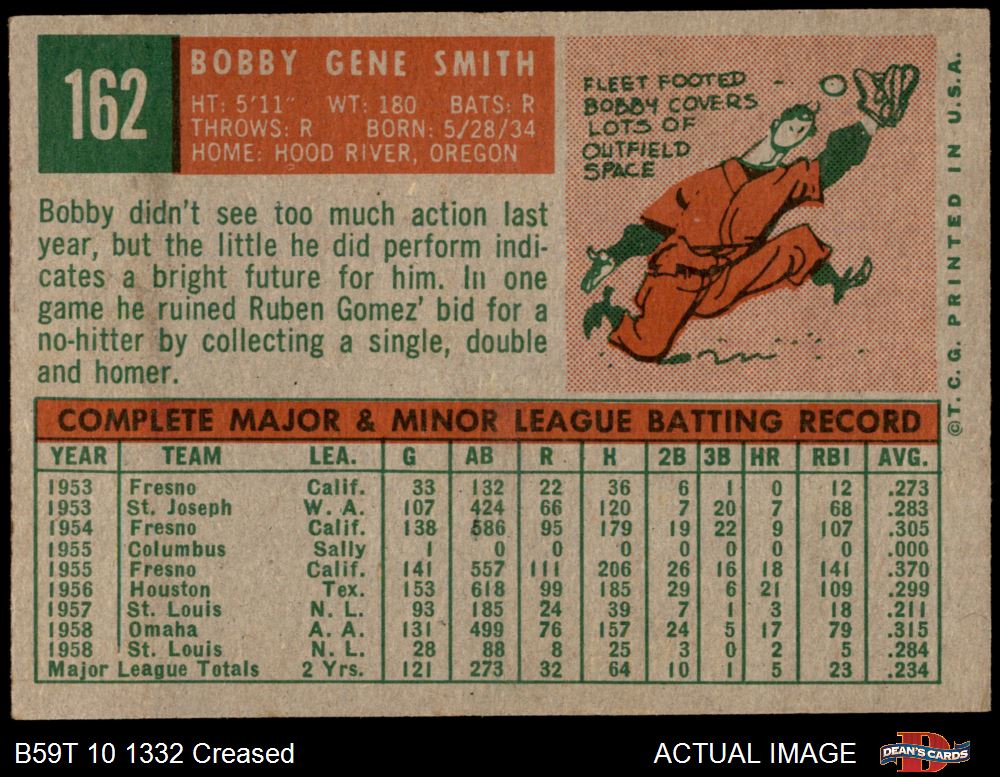 162
BOBBY GENE SMITH
HT: 5'11" WT: 180 BATS: R
THROWS: R BORN: 5/28/34
HOME: HOOD RIVER, OREGON
FLEET FOOTED
BOBBY COVERS
LOTS OF
OUTFIELD
SPACE
Bobby didn't see too much action last
year, but the little he did perform indi-
cates a bright future for him. In one
game he ruined Ruben Gomez' bid for a
no-hitter by collecting a single, double
and homer.
©T. C. G. PRINTED IN U.S.A.
COMPLETE MAJOR & MINOR LEAGUE BATTING RECORD
YEAR TEAM LEA. G AB R H 2B 3B HR RBI AVG.
1953 Fresno Calif. 33 132 22 36 6 1 0 12 .273
1953 St. Joseph W. A. 107 424 66 120 7 20 7 68 .283
1954 Fresno Calif. 138 586 95 179 19 22 9 107 .305
1955 Columbus Sally 1 0 0 0 0 0 0 0 .000
1955 Fresno Calif. 141 557 111 206 26 16 18 141 .370
1956 Houston Tex. 153 618 99 185 29 6 21 109 .299
1957 St. Louis N. L. 93 185 24 39 7 1 3 18 .211
1958 Omaha A. A. 131 499 76 157 24 5 17 79 .315
1958 St. Louis N. L. 28 88 8 25 3 0 2 5 .284
Major League Totals 2 Yrs. 121 273 32 64 10 1 5 23 .234
B59T 10 1332 Creased
ACTUAL IMAGE
DEAN'S CARDS